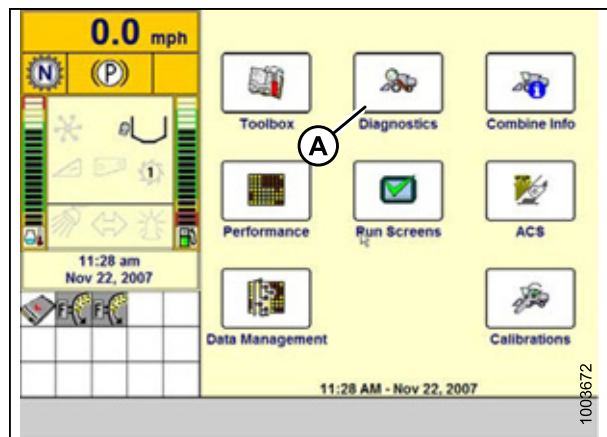 0.0 mph
N (P)
Toolbox
Diagnostics
Combine Info
A
1
Performance
Run Screens
ACS
11:28 am
Nov 22, 2007
F F
Data Management
Calibrations
11:28 AM - Nov 22, 2007
1003672